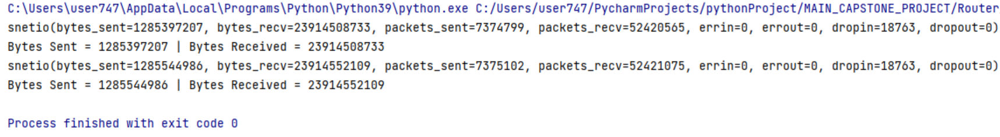 C:\Users\user747\AppData\Local\Programs\Python\Python39\python.exe C:/Users/user747/PycharmProjects/pythonProject/MAIN_CAPSTONE_PROJECT/Router
snetio(bytes_sent=1285397207, bytes_recv=23914508733, packets_sent=7374799, packets_recv=52420565, errin=0, errout=0, dropin=18763, dropout=0)
Bytes Sent = 1285397207 | Bytes Received = 23914508733
snetio(bytes_sent=1285544986, bytes_recv=23914552109, packets_sent=7375102, packets_recv=52421075, errin=0, errout=0, dropin=18763, dropout=0)
Bytes Sent = 1285544986 | Bytes Received = 23914552109
Process finished with exit code 0